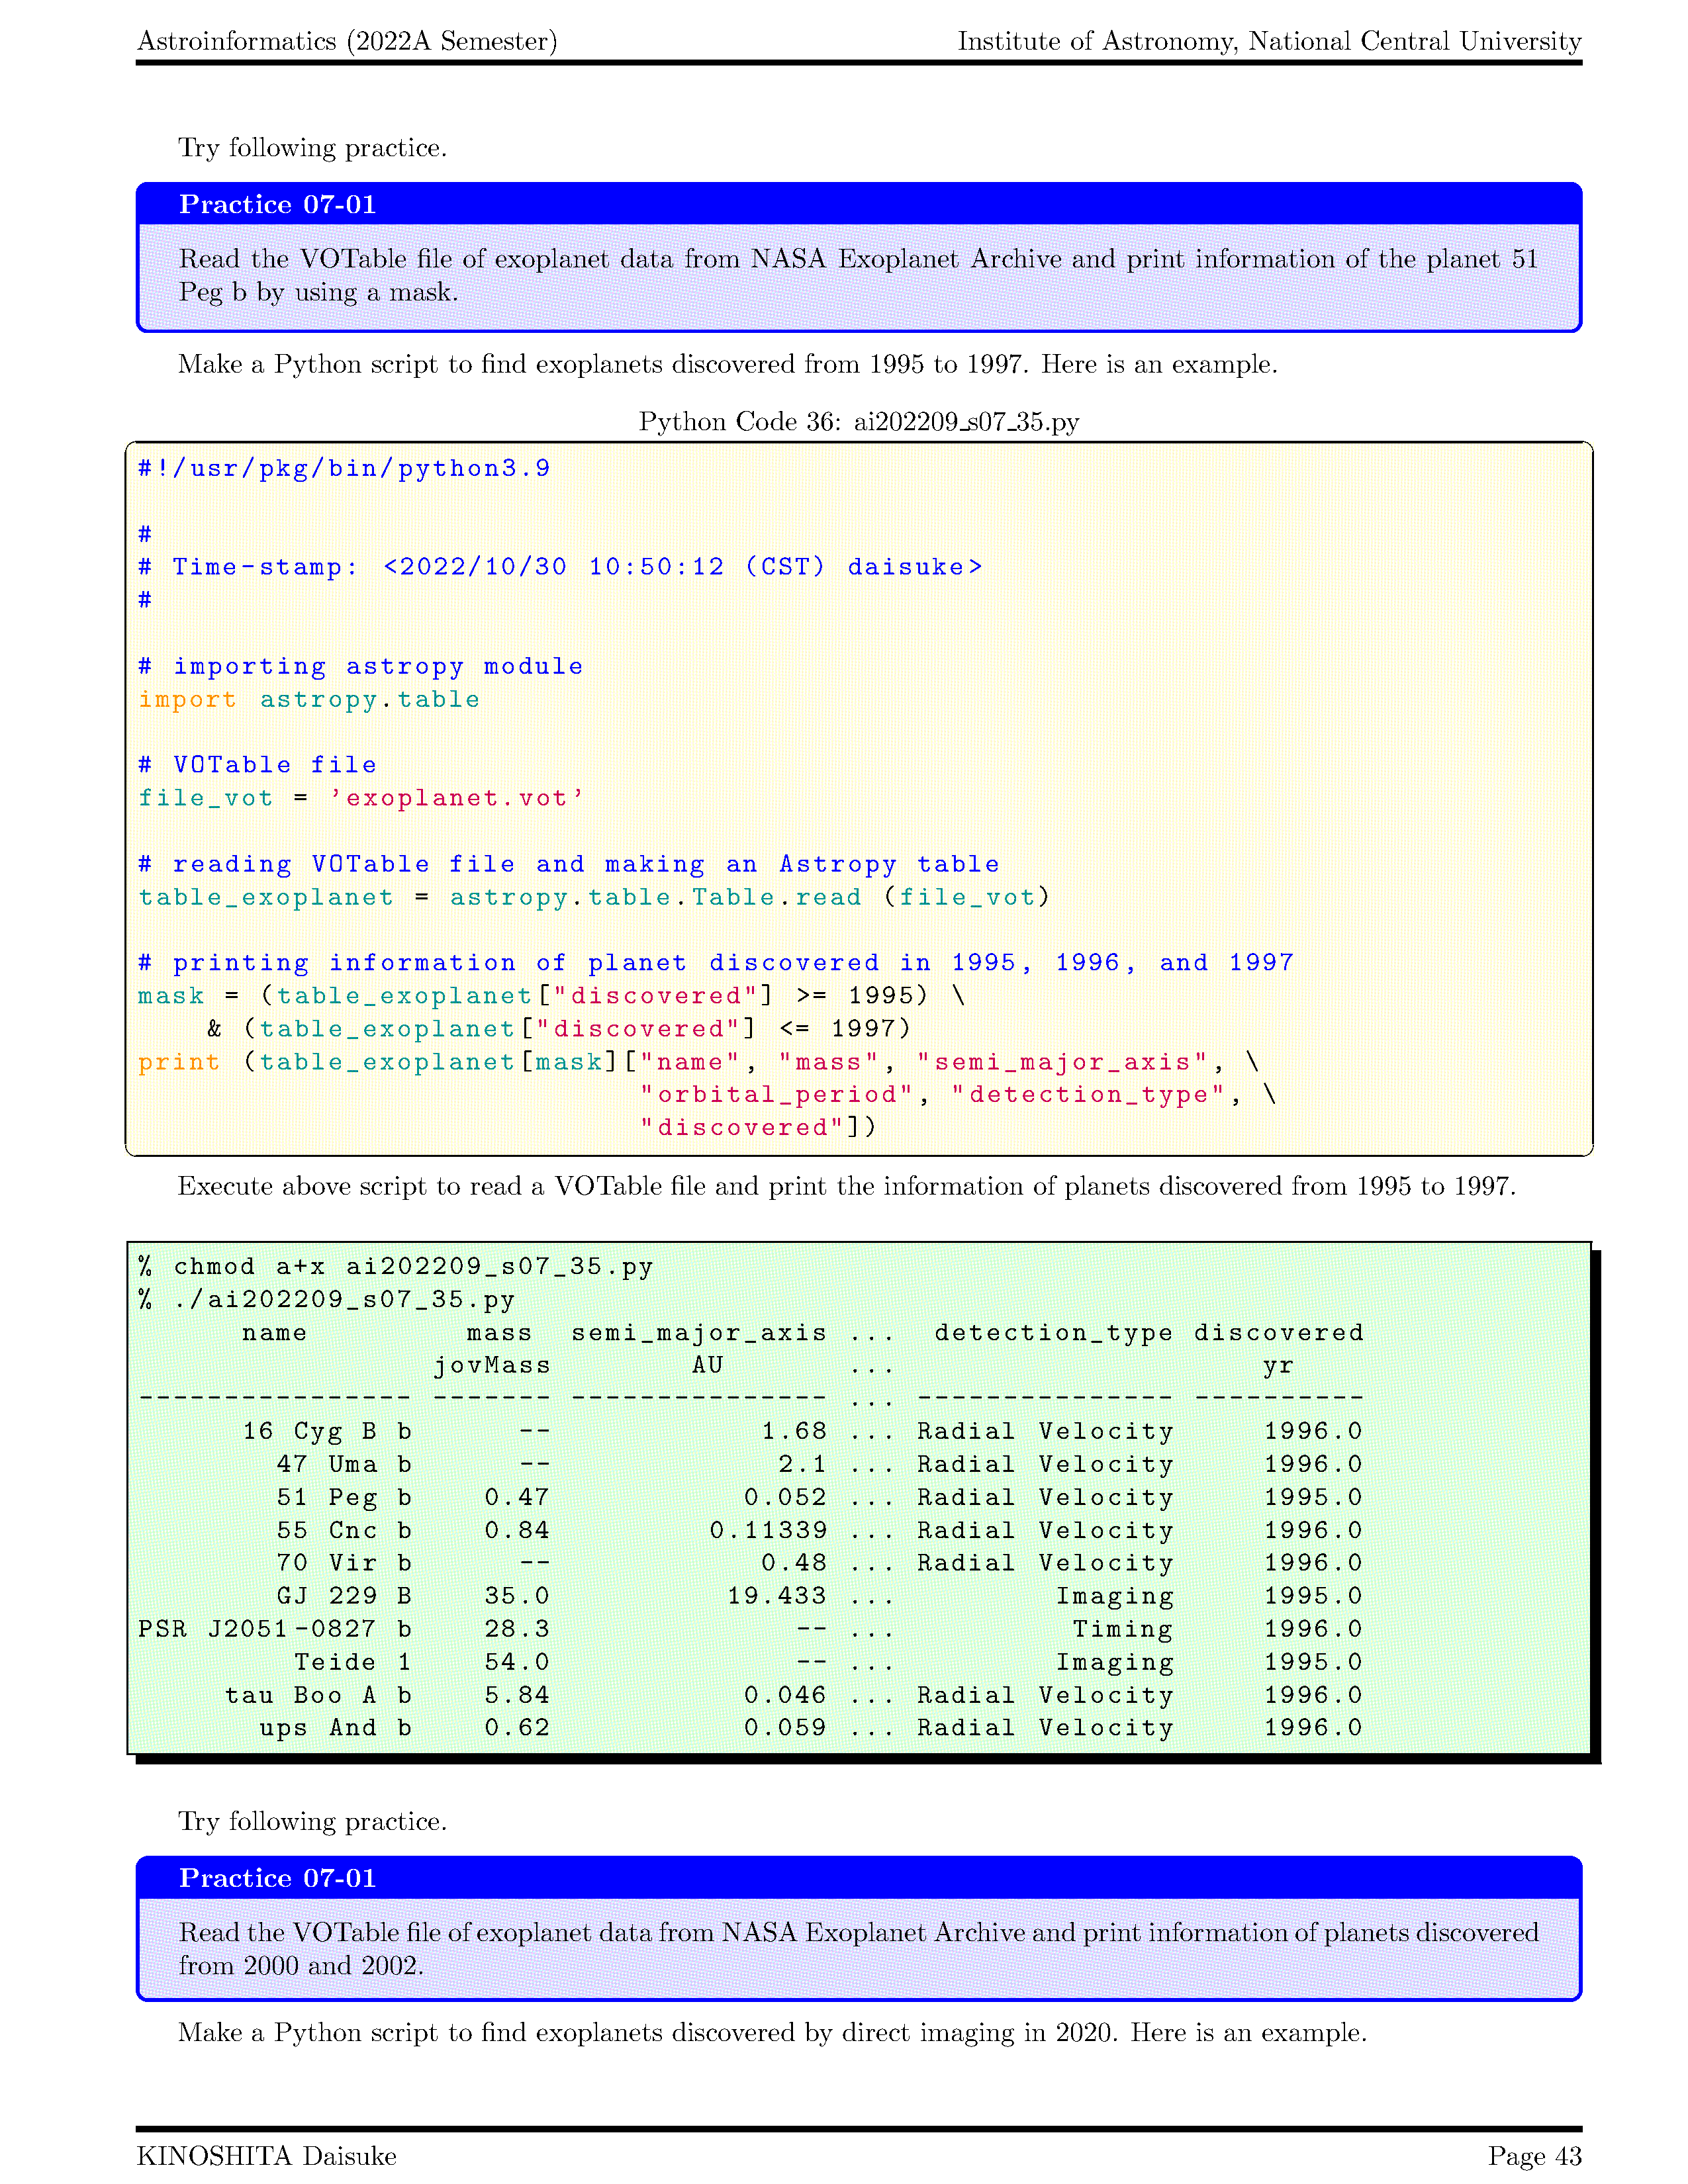 Astroinformatics (2022A Semester) Institute of Astronomy, National Central University
Try following practice.
Practice 07-01
Read the VOTable file of exoplanet data from NASA Exoplanet Archive and print information of the planet 51
Peg b by using a mask.
Make a Python script to find exoplanets discovered from 1995 to 1997. Here is an example.
Python Code 36: ai202209_s07_35.py
#!/usr/pkg/bin/python3.9
#
# Time-stamp: <2022/10/30 10:50:12 (CST) daisuke>
#
# importing astropy module
import astropy.table
# VOTable file
file_vot = 'exoplanet.vot'
# reading VOTable file and making an Astropy table
table_exoplanet = astropy.table.Table.read (file_vot)
# printing information of planet discovered in 1995, 1996, and 1997
mask = (table_exoplanet["discovered"] >= 1995) \
    & (table_exoplanet["discovered"] <= 1997)
print (table_exoplanet[mask]["name", "mass", "semi_major_axis", \
                             "orbital_period", "detection_type", \
                             "discovered"])
Execute above script to read a VOTable file and print the information of planets discovered from 1995 to 1997.
% chmod a+x ai202209_s07_35.py
% ./ai202209_s07_35.py
      name         mass  semi_major_axis ...  detection_type discovered
                 jovMass        AU       ...                     yr
---------------- ------- --------------- ... --------------- ----------
      16 Cyg B b      --            1.68 ... Radial Velocity     1996.0
        47 Uma b      --             2.1 ... Radial Velocity     1996.0
        51 Peg b    0.47           0.052 ... Radial Velocity     1995.0
        55 Cnc b    0.84         0.11339 ... Radial Velocity     1996.0
        70 Vir b      --            0.48 ... Radial Velocity     1996.0
        GJ 229 B    35.0          19.433 ...         Imaging     1995.0
PSR J2051-0827 b    28.3              -- ...          Timing     1996.0
         Teide 1    54.0              -- ...         Imaging     1995.0
     tau Boo A b    5.84           0.046 ... Radial Velocity     1996.0
       ups And b    0.62           0.059 ... Radial Velocity     1996.0
Try following practice.
Practice 07-01
Read the VOTable file of exoplanet data from NASA Exoplanet Archive and print information of planets discovered
from 2000 and 2002.
Make a Python script to find exoplanets discovered by direct imaging in 2020. Here is an example.
KINOSHITA Daisuke Page 43